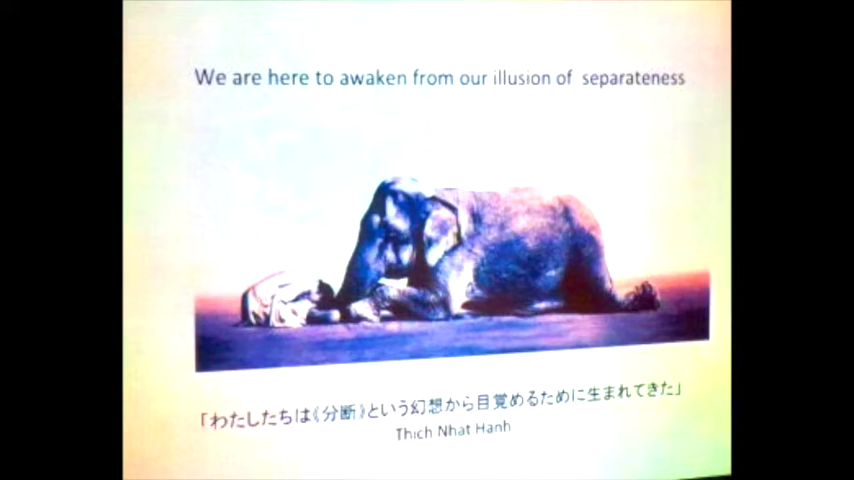 We are here to awaken from our illusion of separateness
「わたしたちは《分断》という幻想から目覚めるために生まれてきた」
Thich Nhat Hanh